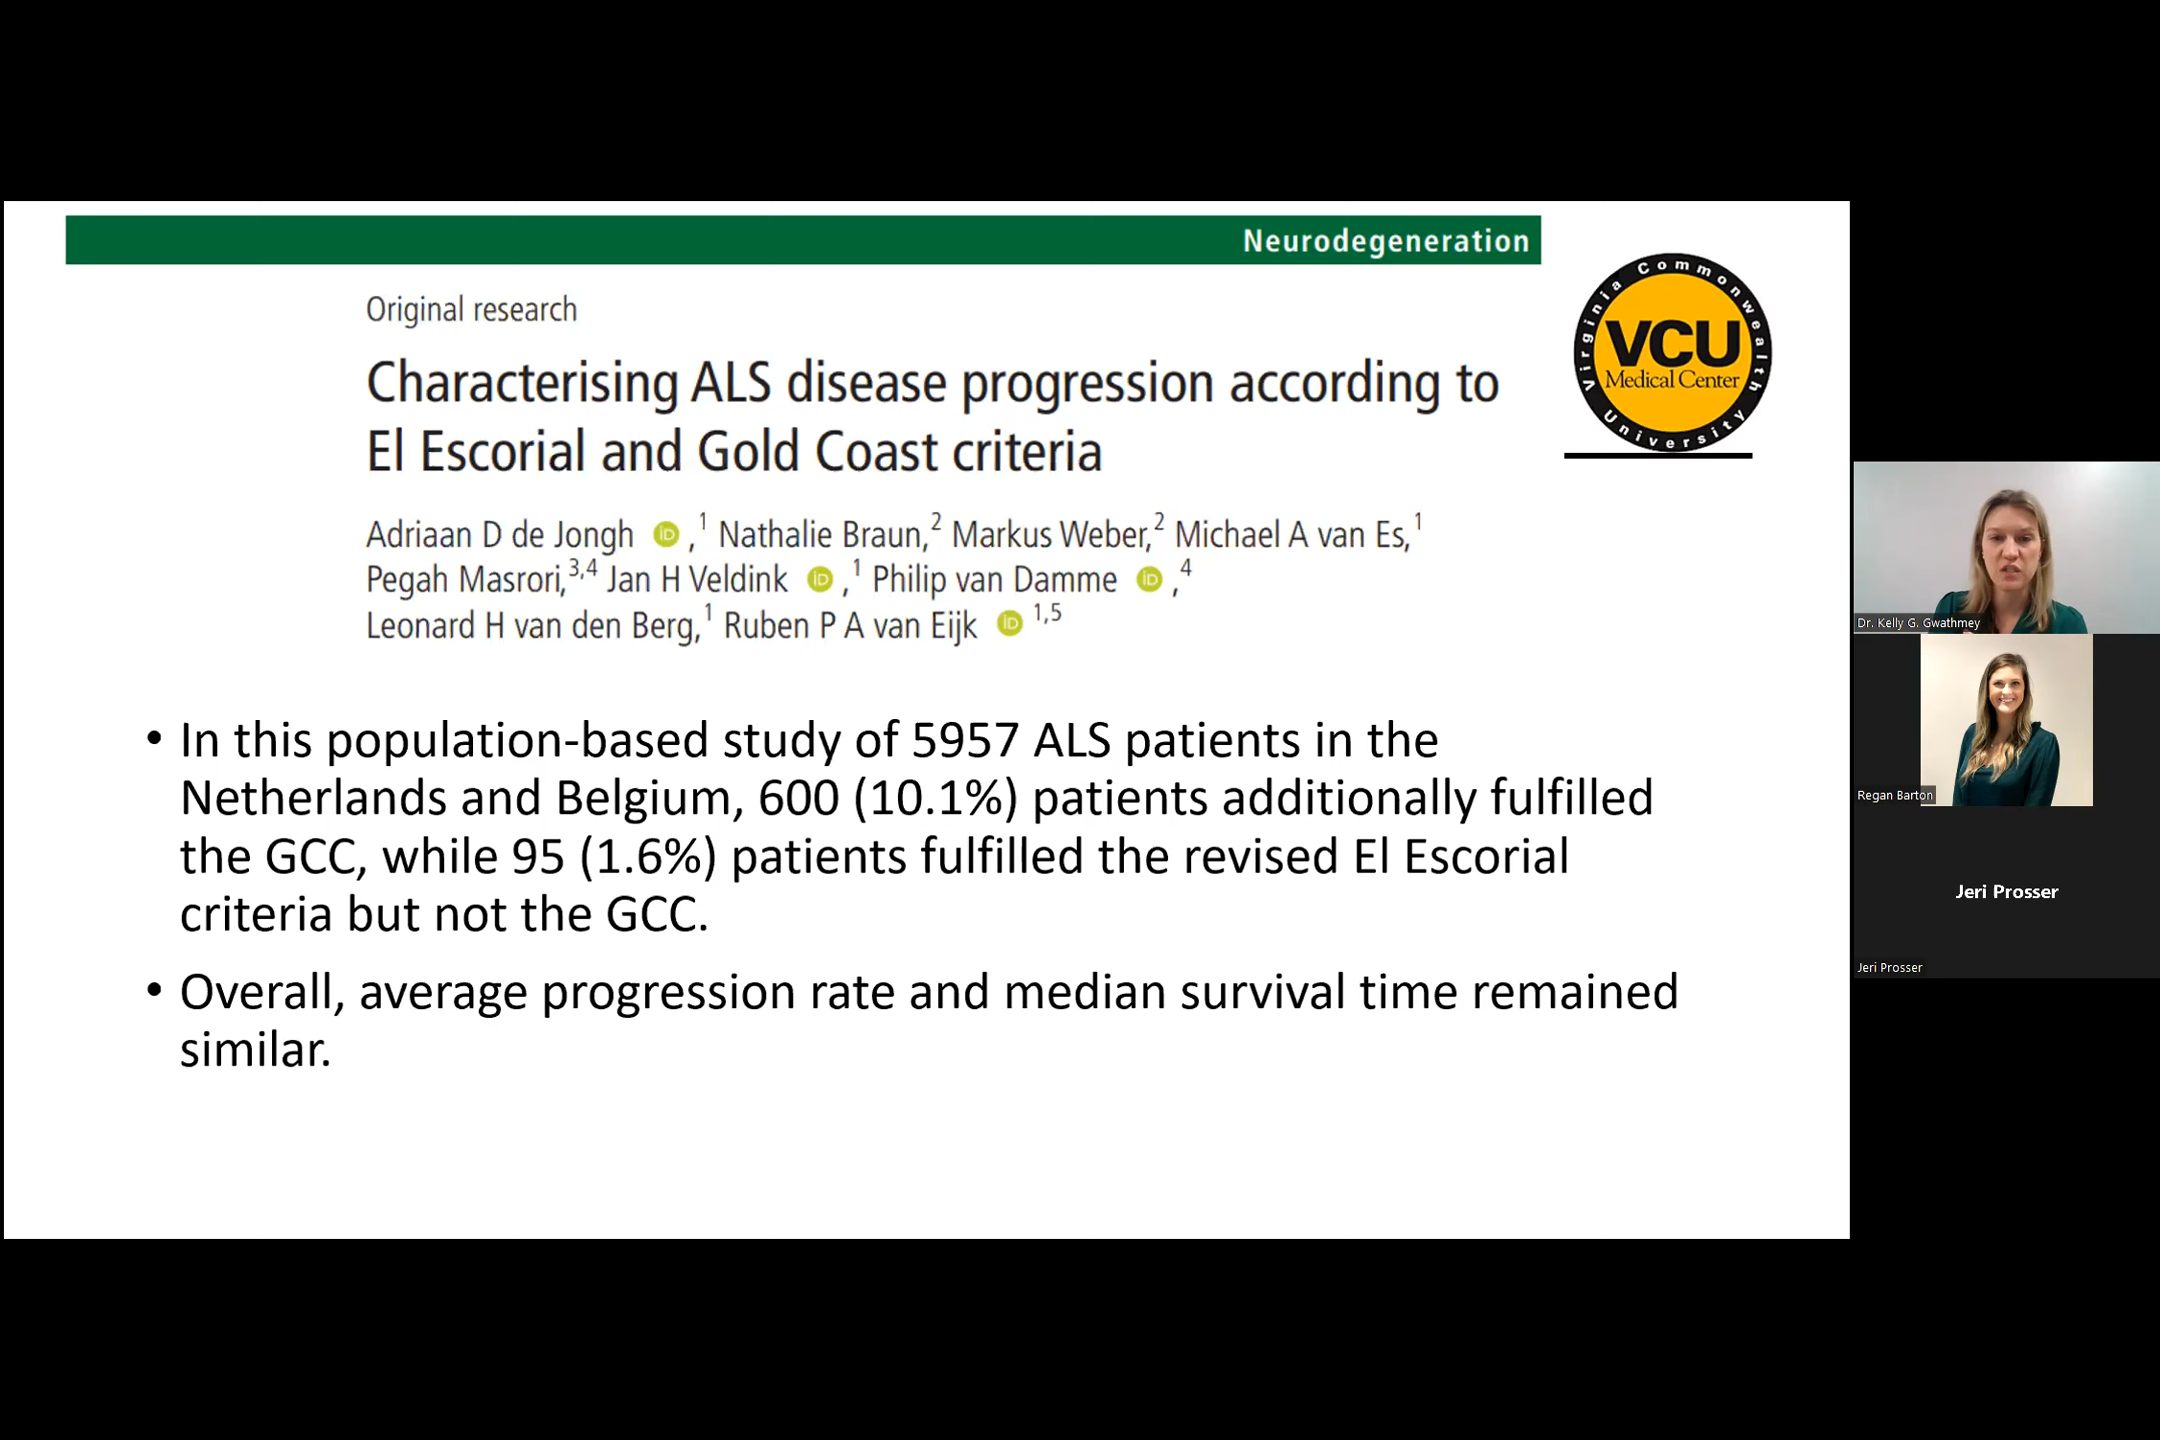 Neurodegeneration
Original research
Characterising ALS disease progression according to
El Escorial and Gold Coast criteria
Adriaan D de Jongh iD ,1 Nathalie Braun,2 Markus Weber,2 Michael A van Es,1
Pegah Masrori,3,4 Jan H Veldink iD ,1 Philip van Damme iD ,4
Leonard H van den Berg,1 Ruben P A van Eijk iD 1,5
Virginia Commonwealth University
VCU
Medical Center
• In this population-based study of 5957 ALS patients in the
Netherlands and Belgium, 600 (10.1%) patients additionally fulfilled
the GCC, while 95 (1.6%) patients fulfilled the revised El Escorial
criteria but not the GCC.
• Overall, average progression rate and median survival time remained
similar.
Dr. Kelly G. Gwathmey
Regan Barton
Jeri Prosser
Jeri Prosser